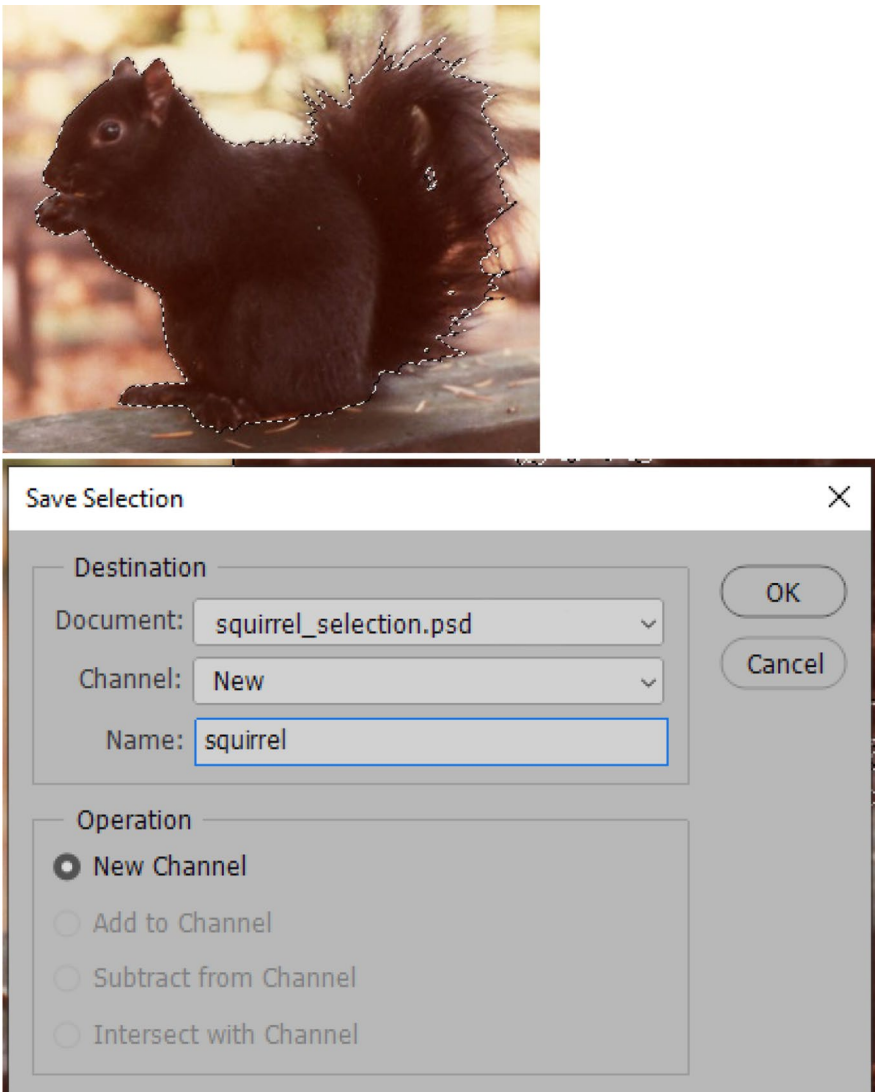 Save Selection
Destination
OK
Document: squirrel_selection.psd
Cancel
Channel: New
Name: squirrel
Operation
New Channel
Add to Channel
Subtract from Channel
Intersect with Channel